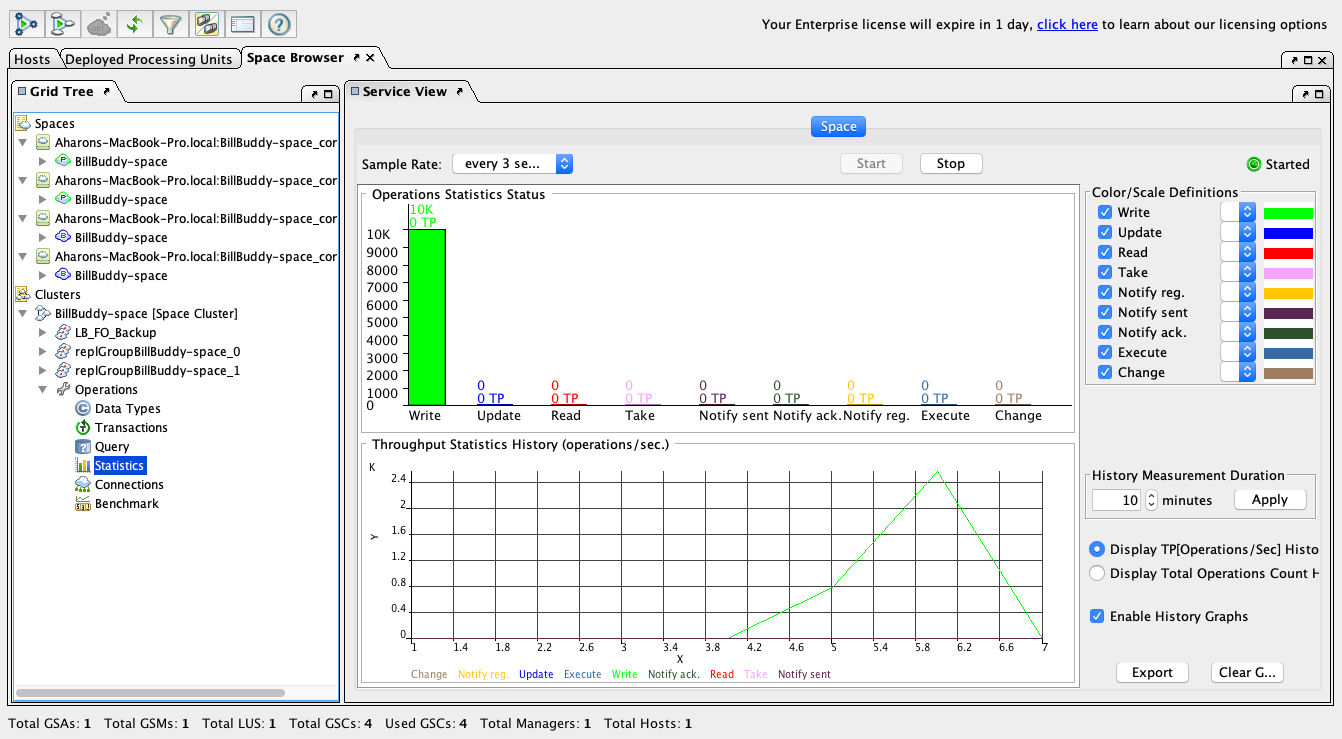 Your Enterprise license will expire in 1 day, click here to learn about our licensing options
Hosts Deployed Processing Units Space Browser
Grid Tree
Spaces
Aharons-MacBook-Pro.local:BillBuddy-space_cor
BillBuddy-space
Aharons-MacBook-Pro.local:BillBuddy-space_cor
BillBuddy-space
Aharons-MacBook-Pro.local:BillBuddy-space_cor
BillBuddy-space
Aharons-MacBook-Pro.local:BillBuddy-space_cor
BillBuddy-space
Clusters
BillBuddy-space [Space Cluster]
LB_FO_Backup
replGroupBillBuddy-space_0
replGroupBillBuddy-space_1
Operations
Data Types
Transactions
Query
Statistics
Connections
Benchmark
Service View
Space
Sample Rate: every 3 se... Start Stop Started
Operations Statistics Status
10K
0 TP
10K
9000
8000
7000
6000
5000
4000
3000
2000
1000
0
0 0 0 0 0 0 0 0
0 TP 0 TP 0 TP 0 TP 0 TP 0 TP 0 TP 0 TP
Write Update Read Take Notify sent Notify ack. Notify reg. Execute Change
Throughput Statistics History (operations/sec.)
K
2.4
2
1.6
Y
1.2
0.8
0.4
0
1 1.4 1.8 2.2 2.6 3 3.4 3.8 4.2 4.6 5 5.4 5.8 6.2 6.6 7
X
Change Notify reg. Update Execute Write Notify ack. Read Take Notify sent
Color/Scale Definitions
Write
Update
Read
Take
Notify reg.
Notify sent
Notify ack.
Execute
Change
History Measurement Duration
10 minutes Apply
Display TP[Operations/Sec] Histo
Display Total Operations Count H
Enable History Graphs
Export Clear G...
Total GSAs: 1 Total GSMs: 1 Total LUS: 1 Total GSCs: 4 Used GSCs: 4 Total Managers: 1 Total Hosts: 1